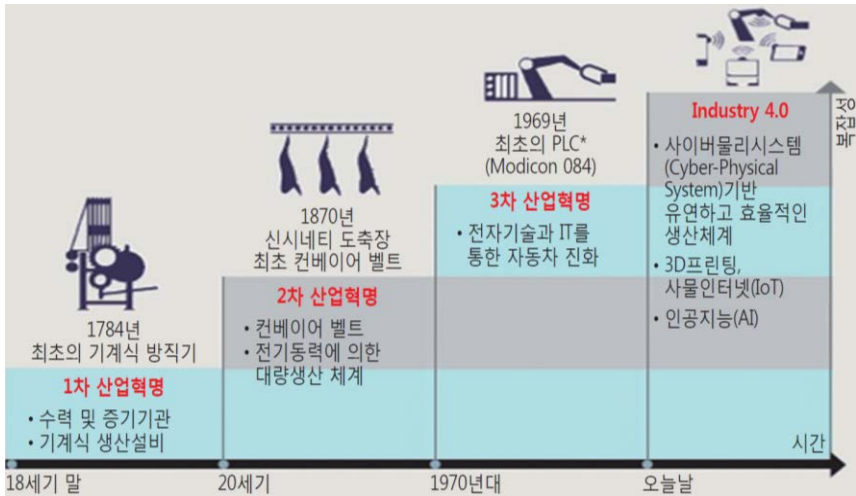 1784년
최초의 기계식 방직기
1차 산업혁명
• 수력 및 증기기관
• 기계식 생산설비
1870년
신시네티 도축장
최초 컨베이어 벨트
2차 산업혁명
• 컨베이어 벨트
• 전기동력에 의한
대량생산 체계
1969년
최초의 PLC*
(Modicon 084)
3차 산업혁명
• 전자기술과 IT를
통한 자동차 진화
Industry 4.0
• 사이버물리시스템
(Cyber-Physical
System)기반
유연하고 효율적인
생산체계
• 3D프린팅,
사물인터넷(IoT)
• 인공지능(AI)
복잡성
시간
18세기 말
20세기
1970년대
오늘날